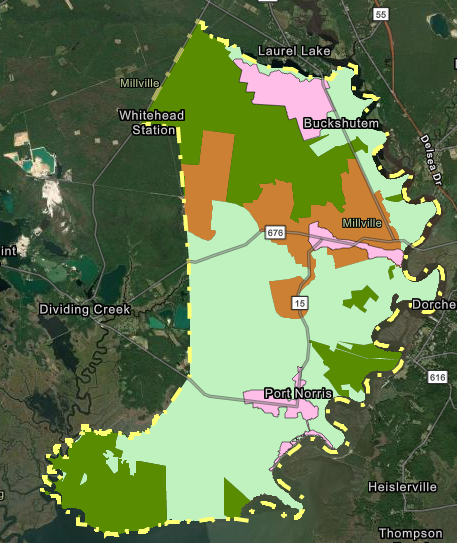 55
Laurel Lake
Millville
Whitehead
Station
Buckshutem
Delsea Dr
Millville
676
int
15
Dividing Creek
Dorche
616
Port Norris
Heislerville
Thompson